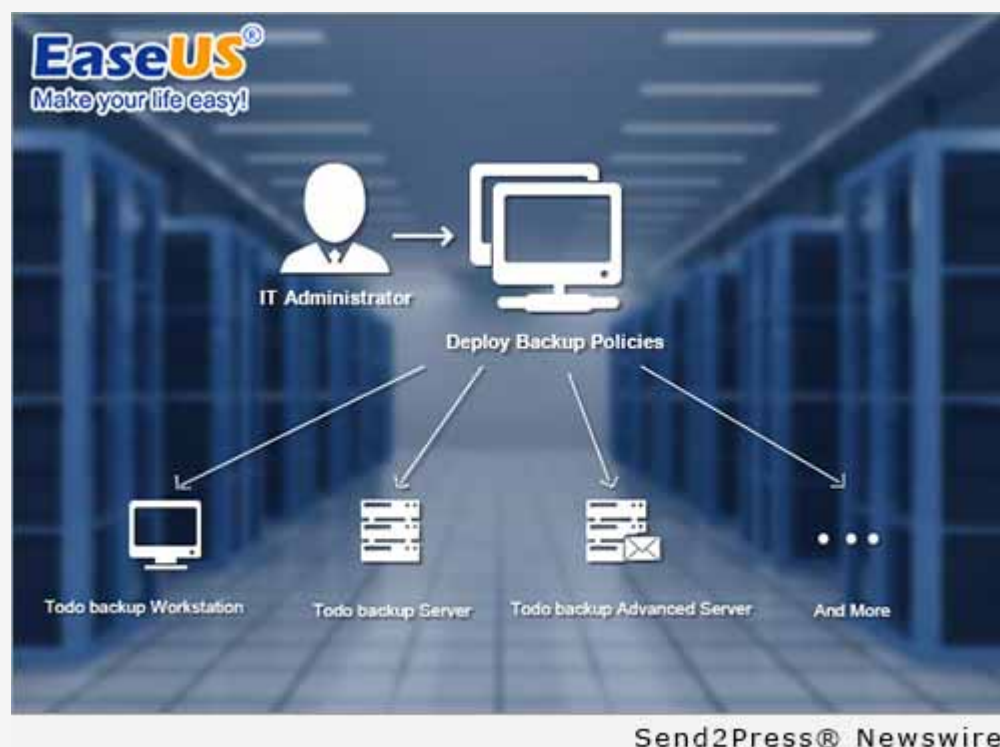 EaseUS®
Make your life easy!
IT Administrator
Deploy Backup Policies
Todo backup Workstation
Todo backup Server
Todo backup Advanced Server
And More
Send2Press® Newswire